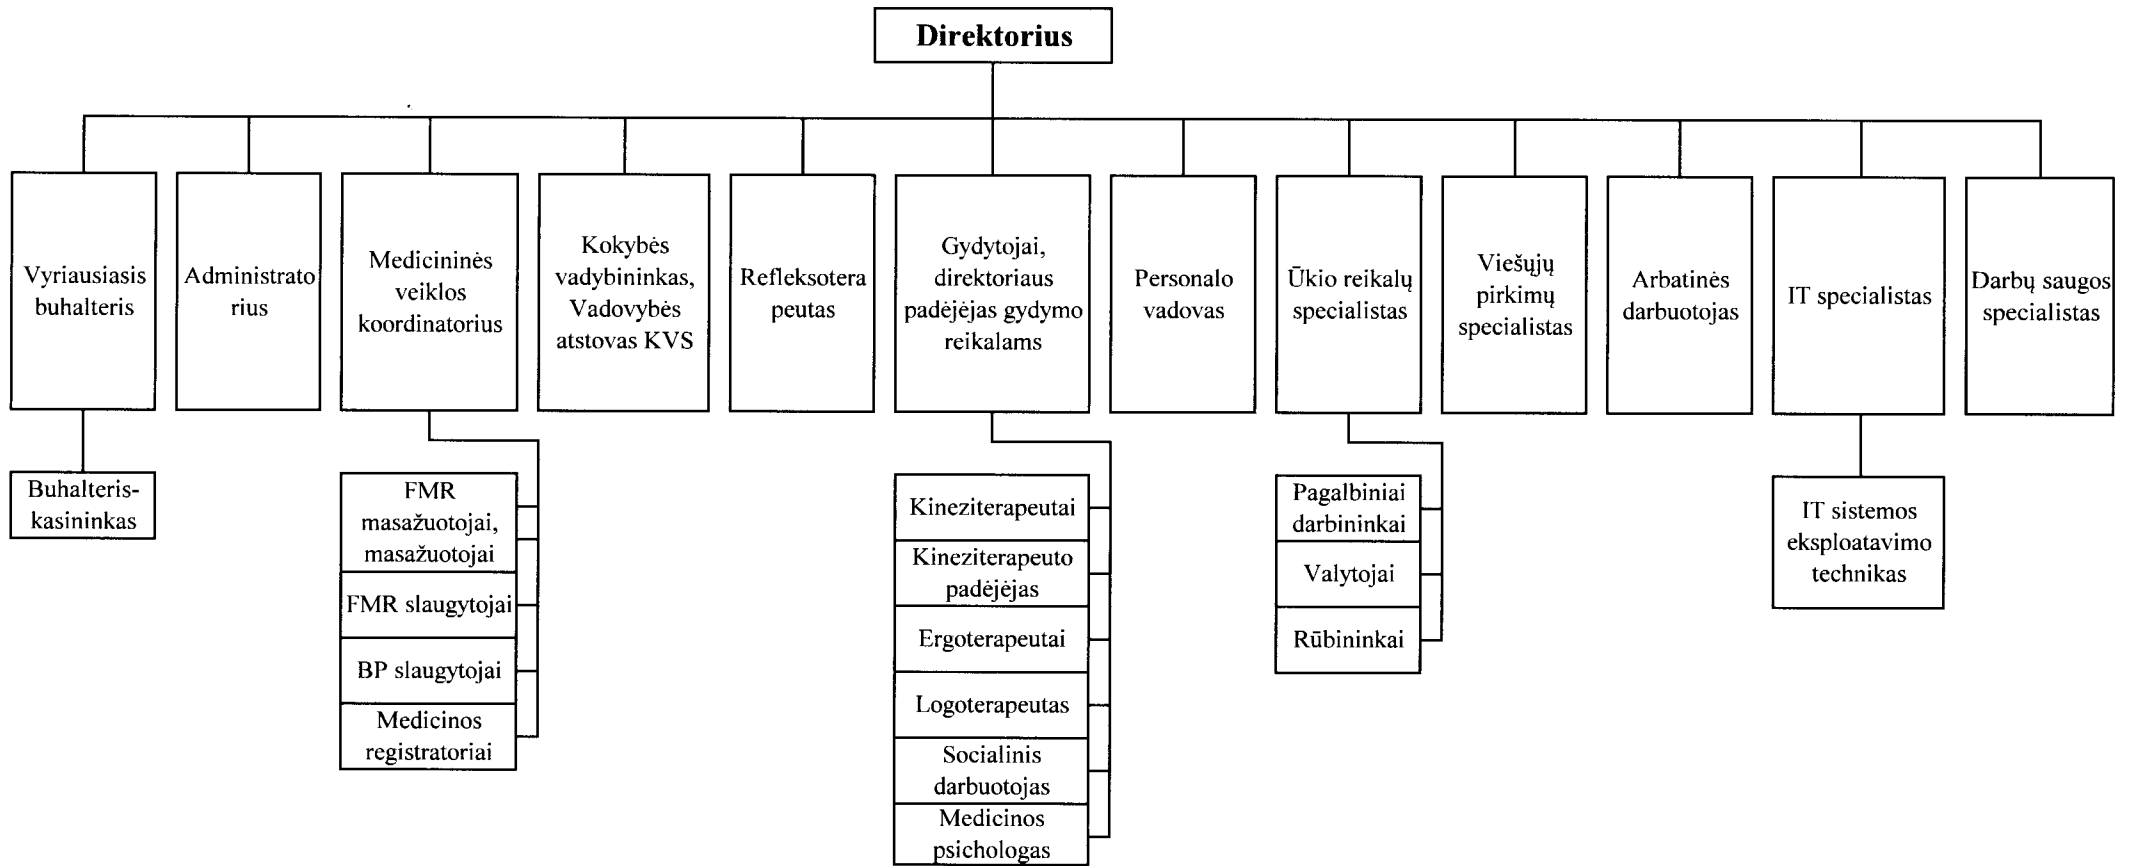 Direktorius
Vyriausiasis
buhalteris
Administrato
rius
Medicininės
veiklos
koordinatorius
Kokybės
vadybininkas,
Vadovybės
atstovas KVS
Refleksotera
peutas
Gydytojai,
direktoriaus
padėjėjas gydymo
reikalams
Personalo
vadovas
Ūkio reikalų
specialistas
Viešųjų
pirkimų
specialistas
Arbatinės
darbuotojas
IT specialistas
Darbų saugos
specialistas
Buhalteris-
kasininkas
FMR
masažuotojai,
masažuotojai
FMR slaugytojai
BP slaugytojai
Medicinos
registratoriai
Kineziterapeutai
Kineziterapeuto
padėjėjas
Ergoterapeutai
Logoterapeutas
Socialinis
darbuotojas
Medicinos
psichologas
Pagalbiniai
darbininkai
Valytojai
Rūbininkai
IT sistemos
eksploatavimo
technikas